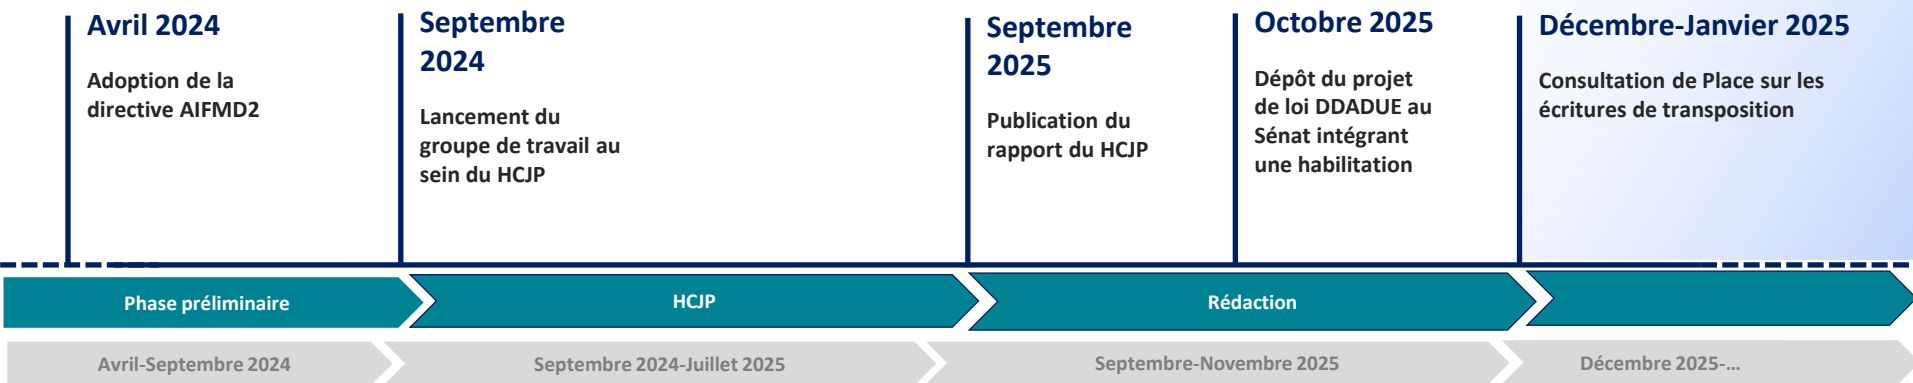 Avril 2024
Adoption de la
directive AIFMD2
Septembre
2024
Lancement du
groupe de travail au
sein du HCJP
Septembre
2025
Publication du
rapport du HCJP
Octobre 2025
Dépôt du projet
de loi DDADUE au
Sénat intégrant
une habilitation
Décembre-Janvier 2025
Consultation de Place sur les
écritures de transposition
Phase préliminaire
HCJP
Rédaction
Avril-Septembre 2024
Septembre 2024-Juillet 2025
Septembre-Novembre 2025
Décembre 2025-...